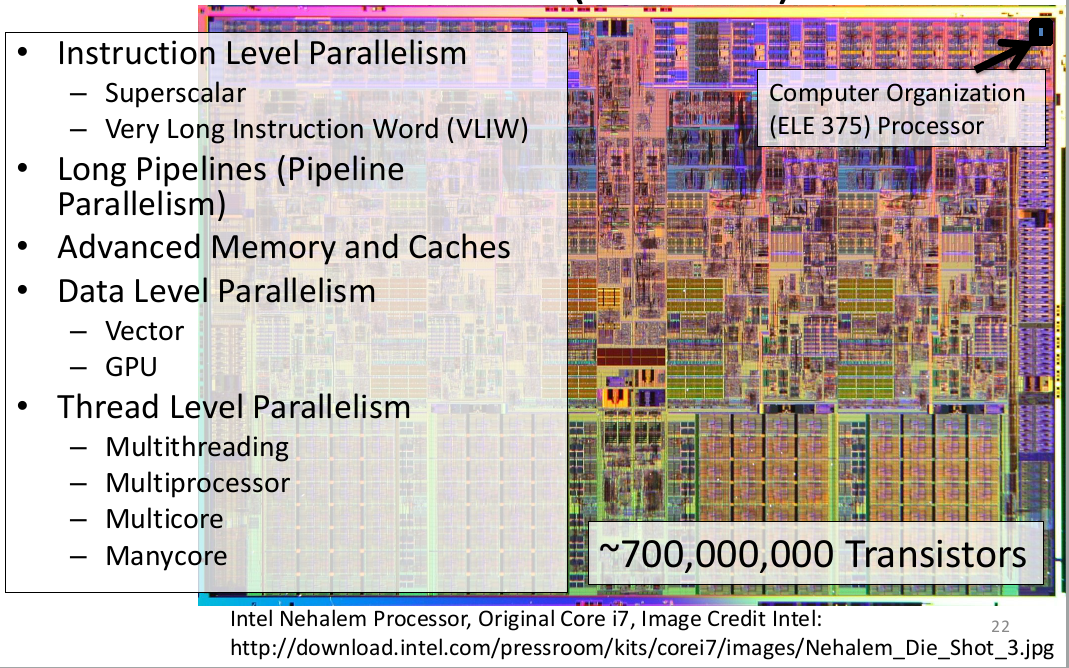 • Instruction Level Parallelism
– Superscalar
– Very Long Instruction Word (VLIW)
• Long Pipelines (Pipeline
Parallelism)
• Advanced Memory and Caches
• Data Level Parallelism
– Vector
– GPU
• Thread Level Parallelism
– Multithreading
– Multiprocessor
– Multicore
– Manycore
Computer Organization
(ELE 375) Processor
~700,000,000 Transistors
Intel Nehalem Processor, Original Core i7, Image Credit Intel:
http://download.intel.com/pressroom/kits/corei7/images/Nehalem_Die_Shot_3.jpg
22